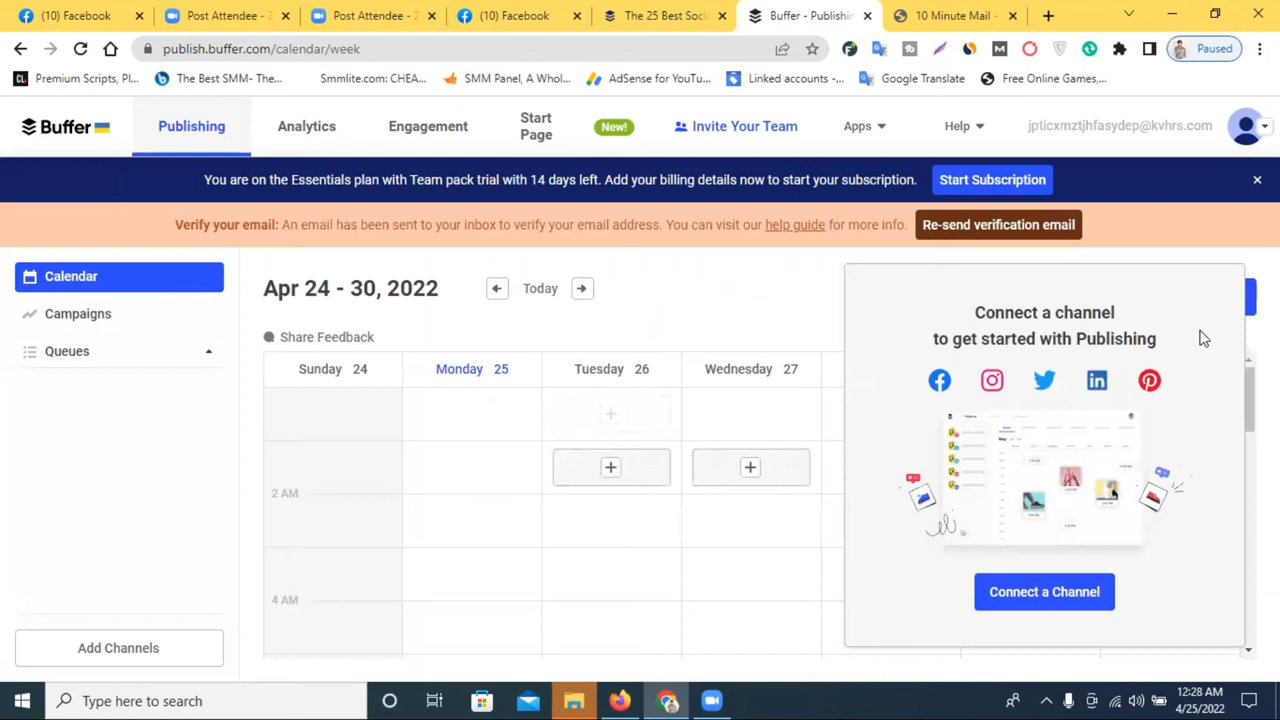 (10) Facebook
Post Attendee - Z
Post Attendee - Z
(10) Facebook
The 25 Best Soci
Buffer - Publishin
10 Minute Mail -
publish.buffer.com/calendar/week
Paused
Premium Scripts, Pl...
The Best SMM- The...
Smmlite.com: CHEA...
SMM Panel, A Whol...
AdSense for YouTu...
Linked accounts -...
Google Translate
Free Online Games,...
Buffer
Publishing
Analytics
Engagement
Start
Page
New!
Invite Your Team
Apps
Help
jpticxmztjhfasydep@kvhrs.com
You are on the Essentials plan with Team pack trial with 14 days left. Add your billing details now to start your subscription.
Start Subscription
Verify your email: An email has been sent to your inbox to verify your email address. You can visit our help guide for more info.
Re-send verification email
Calendar
Campaigns
Queues
Add Channels
Apr 24 - 30, 2022
Today
Share Feedback
Sunday 24
Monday 25
Tuesday 26
Wednesday 27
2 AM
4 AM
Connect a channel
to get started with Publishing
Connect a Channel
Type here to search
12:28 AM
4/25/2022